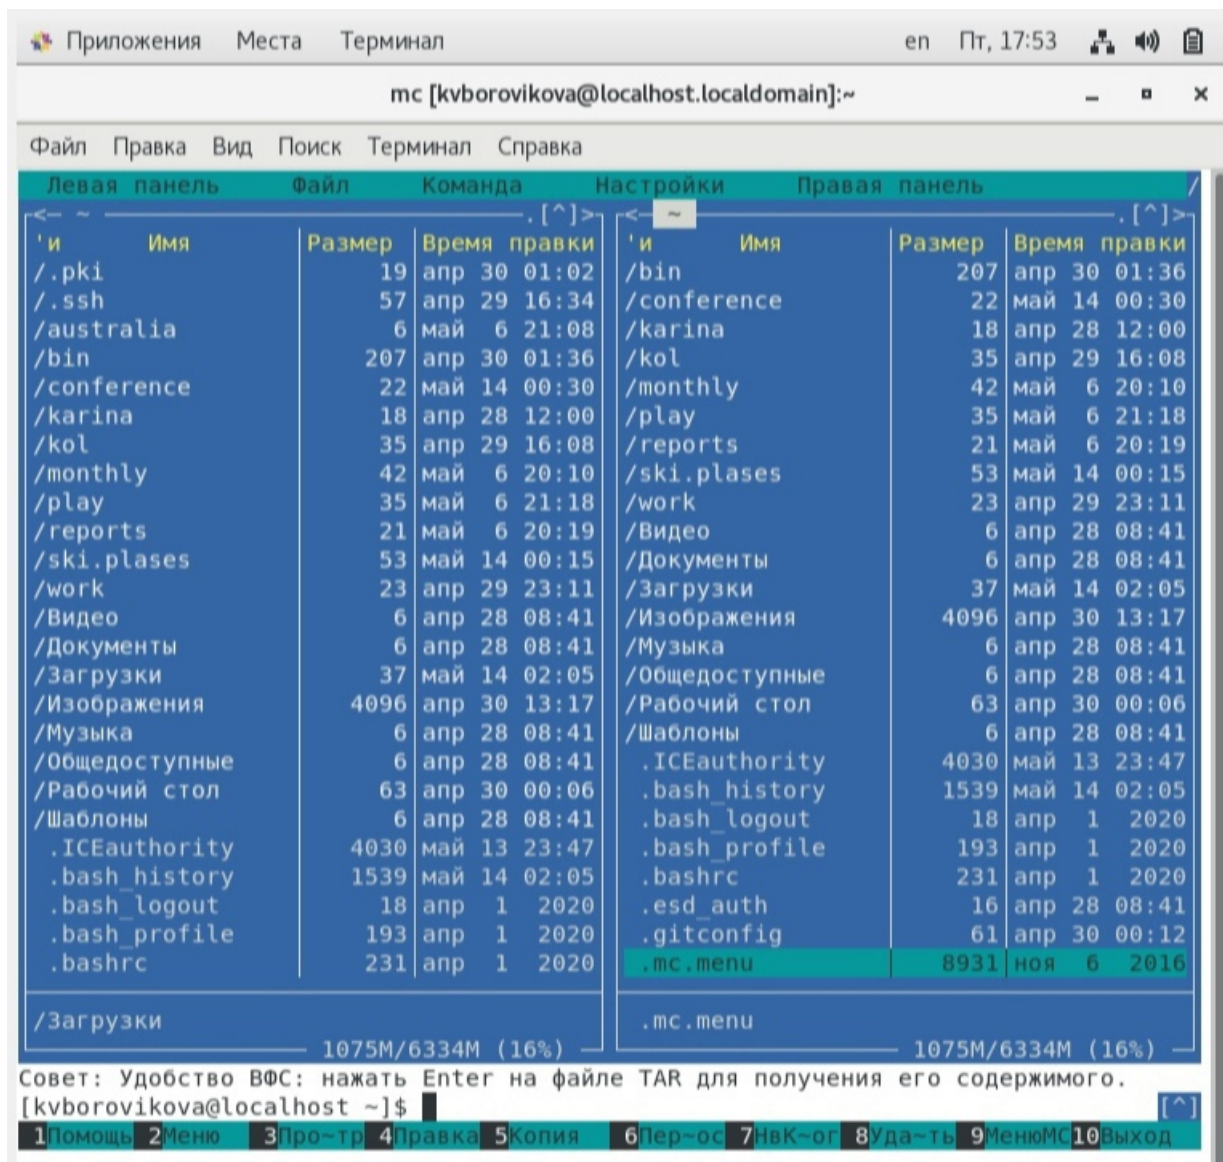 Приложения Места Терминал en Пт, 17:53
mc [kvborovikova@localhost.localdomain]:~
Файл Правка Вид Поиск Терминал Справка
Левая панель Файл Команда Настройки Правая панель /
<— ~ .[^]> <— ~ .[^]>
'и Имя Размер Время правки 'и Имя Размер Время правки
/.pki 19 апр 30 01:02 /bin 207 апр 30 01:36
/.ssh 57 апр 29 16:34 /conference 22 май 14 00:30
/australia 6 май 6 21:08 /karina 18 апр 28 12:00
/bin 207 апр 30 01:36 /kol 35 апр 29 16:08
/conference 22 май 14 00:30 /monthly 42 май 6 20:10
/karina 18 апр 28 12:00 /play 35 май 6 21:18
/kol 35 апр 29 16:08 /reports 21 май 6 20:19
/monthly 42 май 6 20:10 /ski.plases 53 май 14 00:15
/play 35 май 6 21:18 /work 23 апр 29 23:11
/reports 21 май 6 20:19 /Видео 6 апр 28 08:41
/ski.plases 53 май 14 00:15 /Документы 6 апр 28 08:41
/work 23 апр 29 23:11 /Загрузки 37 май 14 02:05
/Видео 6 апр 28 08:41 /Изображения 4096 апр 30 13:17
/Документы 6 апр 28 08:41 /Музыка 6 апр 28 08:41
/Загрузки 37 май 14 02:05 /Общедоступные 6 апр 28 08:41
/Изображения 4096 апр 30 13:17 /Рабочий стол 63 апр 30 00:06
/Музыка 6 апр 28 08:41 /Шаблоны 6 апр 28 08:41
/Общедоступные 6 апр 28 08:41 .ICEauthority 4030 май 13 23:47
/Рабочий стол 63 апр 30 00:06 .bash_history 1539 май 14 02:05
/Шаблоны 6 апр 28 08:41 .bash_logout 18 апр 1 2020
.ICEauthority 4030 май 13 23:47 .bash_profile 193 апр 1 2020
.bash_history 1539 май 14 02:05 .bashrc 231 апр 1 2020
.bash_logout 18 апр 1 2020 .esd_auth 16 апр 28 08:41
.bash_profile 193 апр 1 2020 .gitconfig 61 апр 30 00:12
.bashrc 231 апр 1 2020 .mc.menu 8931 ноя 6 2016
/Загрузки .mc.menu
1075M/6334M (16%) 1075M/6334M (16%)
Совет: Удобство ВФС: нажать Enter на файле TAR для получения его содержимого.
[kvborovikova@localhost ~]$ [^]
1Помощь 2Меню 3Про~тр 4Правка 5Копия 6Пер~ос 7НвК~ог 8Уда~ть 9МенюМС 10Выход